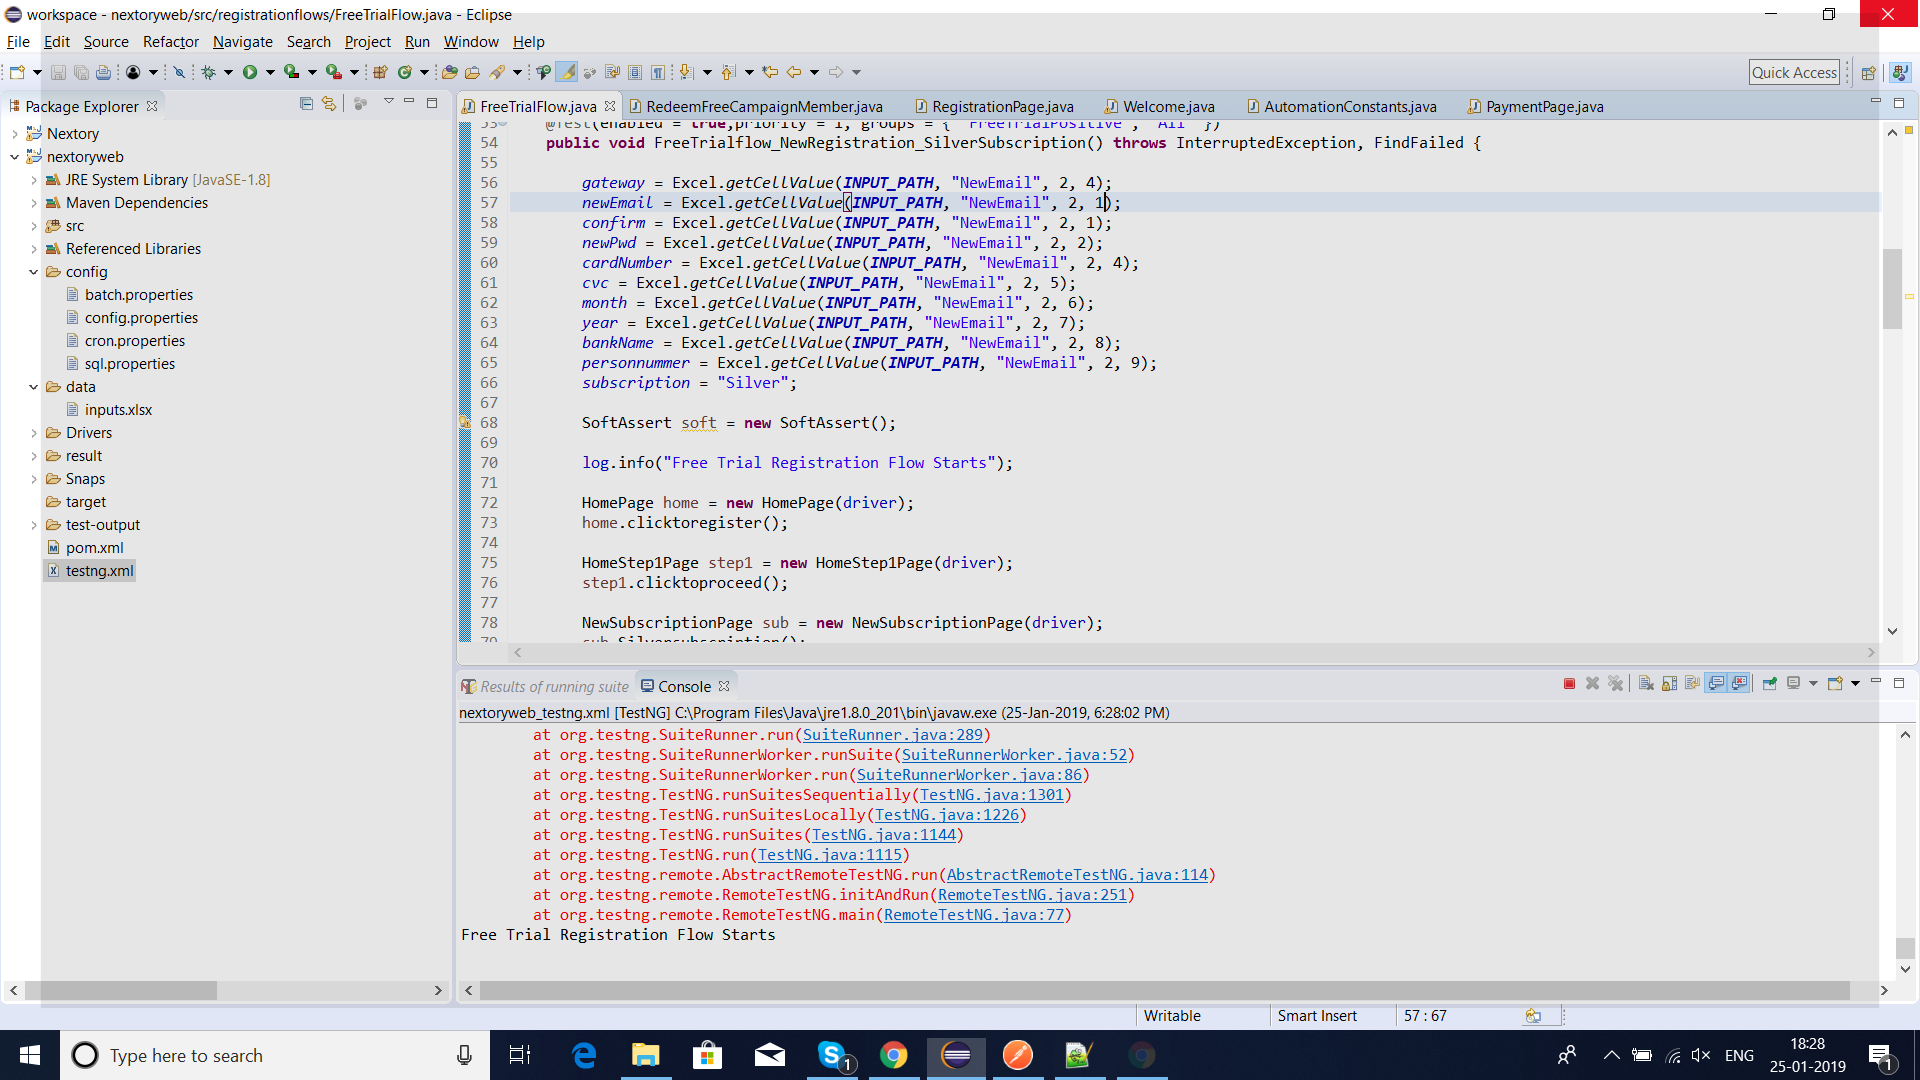 workspace - nextoryweb/src/registrationflows/FreeTrialFlow.java - Eclipse
File Edit Source Refactor Navigate Search Project Run Window Help
Quick Access
Package Explorer
FreeTrialFlow.java RedeemFreeCampaignMember.java RegistrationPage.java Welcome.java AutomationConstants.java PaymentPage.java
Nextory
nextoryweb
JRE System Library [JavaSE-1.8]
Maven Dependencies
src
Referenced Libraries
config
batch.properties
config.properties
cron.properties
sql.properties
data
inputs.xlsx
Drivers
result
Snaps
target
test-output
pom.xml
testng.xml
53 @Test(enabled = true,priority = 1, groups = { "FreeTrialPositive", "All" })
54 public void FreeTrialflow_NewRegistration_SilverSubscription() throws InterruptedException, FindFailed {
55
56 gateway = Excel.getCellValue(INPUT_PATH, "NewEmail", 2, 4);
57 newEmail = Excel.getCellValue(INPUT_PATH, "NewEmail", 2, 1);
58 confirm = Excel.getCellValue(INPUT_PATH, "NewEmail", 2, 1);
59 newPwd = Excel.getCellValue(INPUT_PATH, "NewEmail", 2, 2);
60 cardNumber = Excel.getCellValue(INPUT_PATH, "NewEmail", 2, 4);
61 cvc = Excel.getCellValue(INPUT_PATH, "NewEmail", 2, 5);
62 month = Excel.getCellValue(INPUT_PATH, "NewEmail", 2, 6);
63 year = Excel.getCellValue(INPUT_PATH, "NewEmail", 2, 7);
64 bankName = Excel.getCellValue(INPUT_PATH, "NewEmail", 2, 8);
65 personnummer = Excel.getCellValue(INPUT_PATH, "NewEmail", 2, 9);
66 subscription = "Silver";
67
68 SoftAssert soft = new SoftAssert();
69
70 log.info("Free Trial Registration Flow Starts");
71
72 HomePage home = new HomePage(driver);
73 home.clicktoregister();
74
75 HomeStep1Page step1 = new HomeStep1Page(driver);
76 step1.clicktoproceed();
77
78 NewSubscriptionPage sub = new NewSubscriptionPage(driver);
79 sub.Silversubscription();
Results of running suite Console
nextoryweb_testng.xml [TestNG] C:\Program Files\Java\jre1.8.0_201\bin\javaw.exe (25-Jan-2019, 6:28:02 PM)
at org.testng.SuiteRunner.run(SuiteRunner.java:289)
at org.testng.SuiteRunnerWorker.runSuite(SuiteRunnerWorker.java:52)
at org.testng.SuiteRunnerWorker.run(SuiteRunnerWorker.java:86)
at org.testng.TestNG.runSuitesSequentially(TestNG.java:1301)
at org.testng.TestNG.runSuitesLocally(TestNG.java:1226)
at org.testng.TestNG.runSuites(TestNG.java:1144)
at org.testng.TestNG.run(TestNG.java:1115)
at org.testng.remote.AbstractRemoteTestNG.run(AbstractRemoteTestNG.java:114)
at org.testng.remote.RemoteTestNG.initAndRun(RemoteTestNG.java:251)
at org.testng.remote.RemoteTestNG.main(RemoteTestNG.java:77)
Free Trial Registration Flow Starts
Writable Smart Insert 57 : 67
Type here to search
1
ENG
18:28
25-01-2019
1